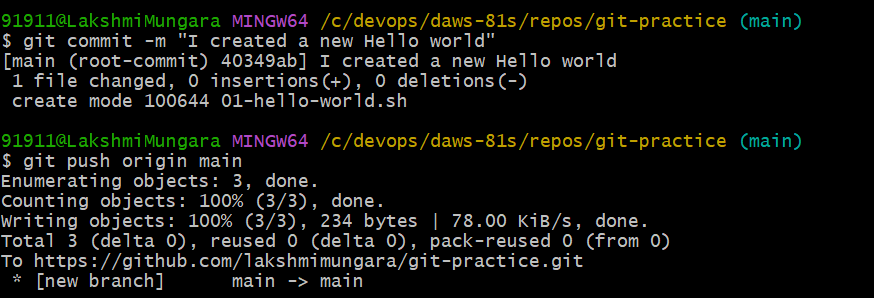 91911@LakshmiMungara MINGW64 /c/devops/daws-81s/repos/git-practice (main)
$ git commit -m "I created a new Hello world"
[main (root-commit) 40349ab] I created a new Hello world
 1 file changed, 0 insertions(+), 0 deletions(-)
 create mode 100644 01-hello-world.sh

91911@LakshmiMungara MINGW64 /c/devops/daws-81s/repos/git-practice (main)
$ git push origin main
Enumerating objects: 3, done.
Counting objects: 100% (3/3), done.
Writing objects: 100% (3/3), 234 bytes | 78.00 KiB/s, done.
Total 3 (delta 0), reused 0 (delta 0), pack-reused 0 (from 0)
To https://github.com/lakshmimungara/git-practice.git
 * [new branch]      main -> main